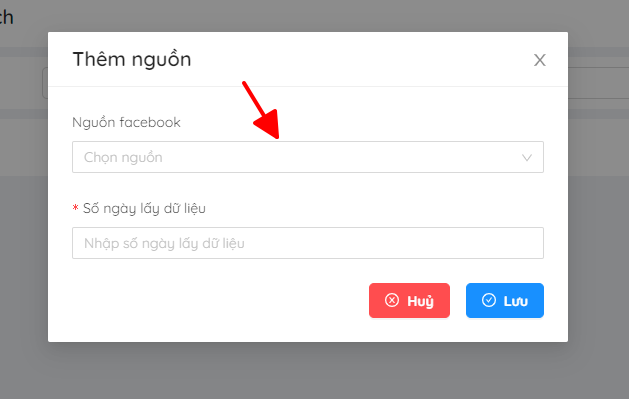 ch
Thêm nguồn
X
Nguồn facebook
Chọn nguồn
* Số ngày lấy dữ liệu
Nhập số ngày lấy dữ liệu
Huỷ
Lưu